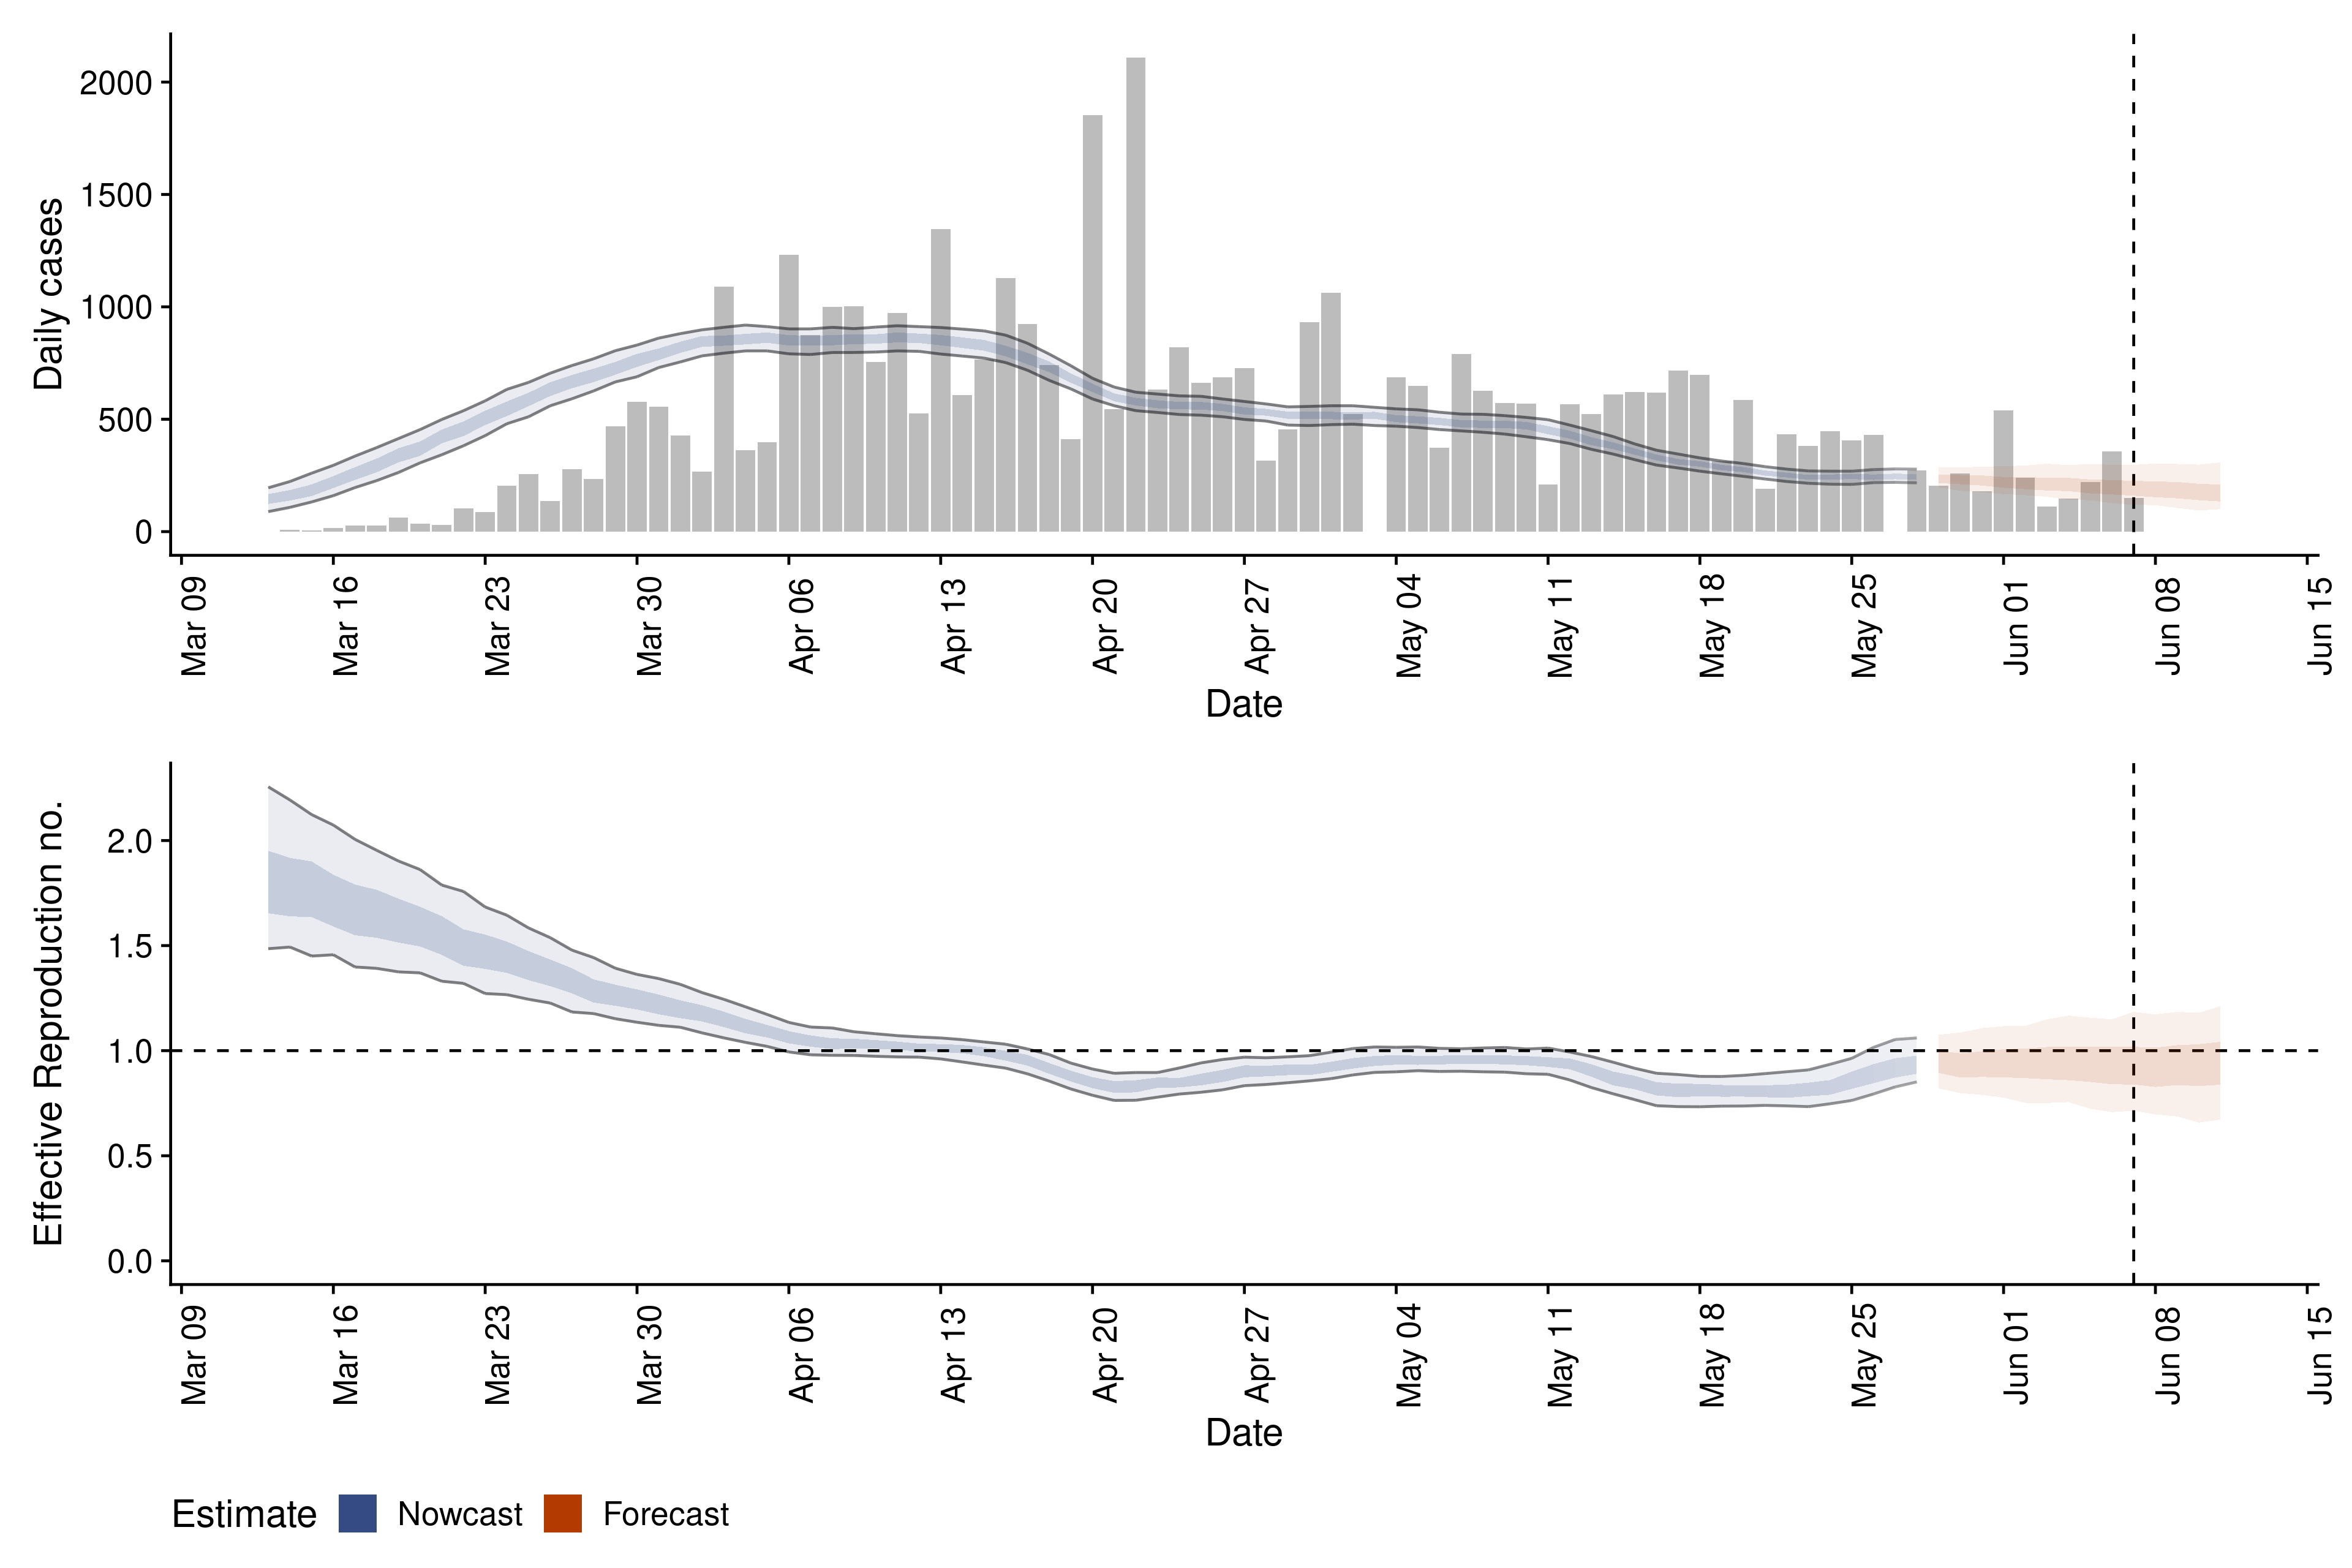 Daily cases
2000
1500
1000
500
0
Mar 09 Mar 16 Mar 23 Mar 30 Apr 06 Apr 13 Apr 20 Apr 27 May 04 May 11 May 18 May 25 Jun 01 Jun 08 Jun 15
Date
Effective Reproduction no.
2.0
1.5
1.0
0.5
0.0
Mar 09 Mar 16 Mar 23 Mar 30 Apr 06 Apr 13 Apr 20 Apr 27 May 04 May 11 May 18 May 25 Jun 01 Jun 08 Jun 15
Date
Estimate Nowcast Forecast